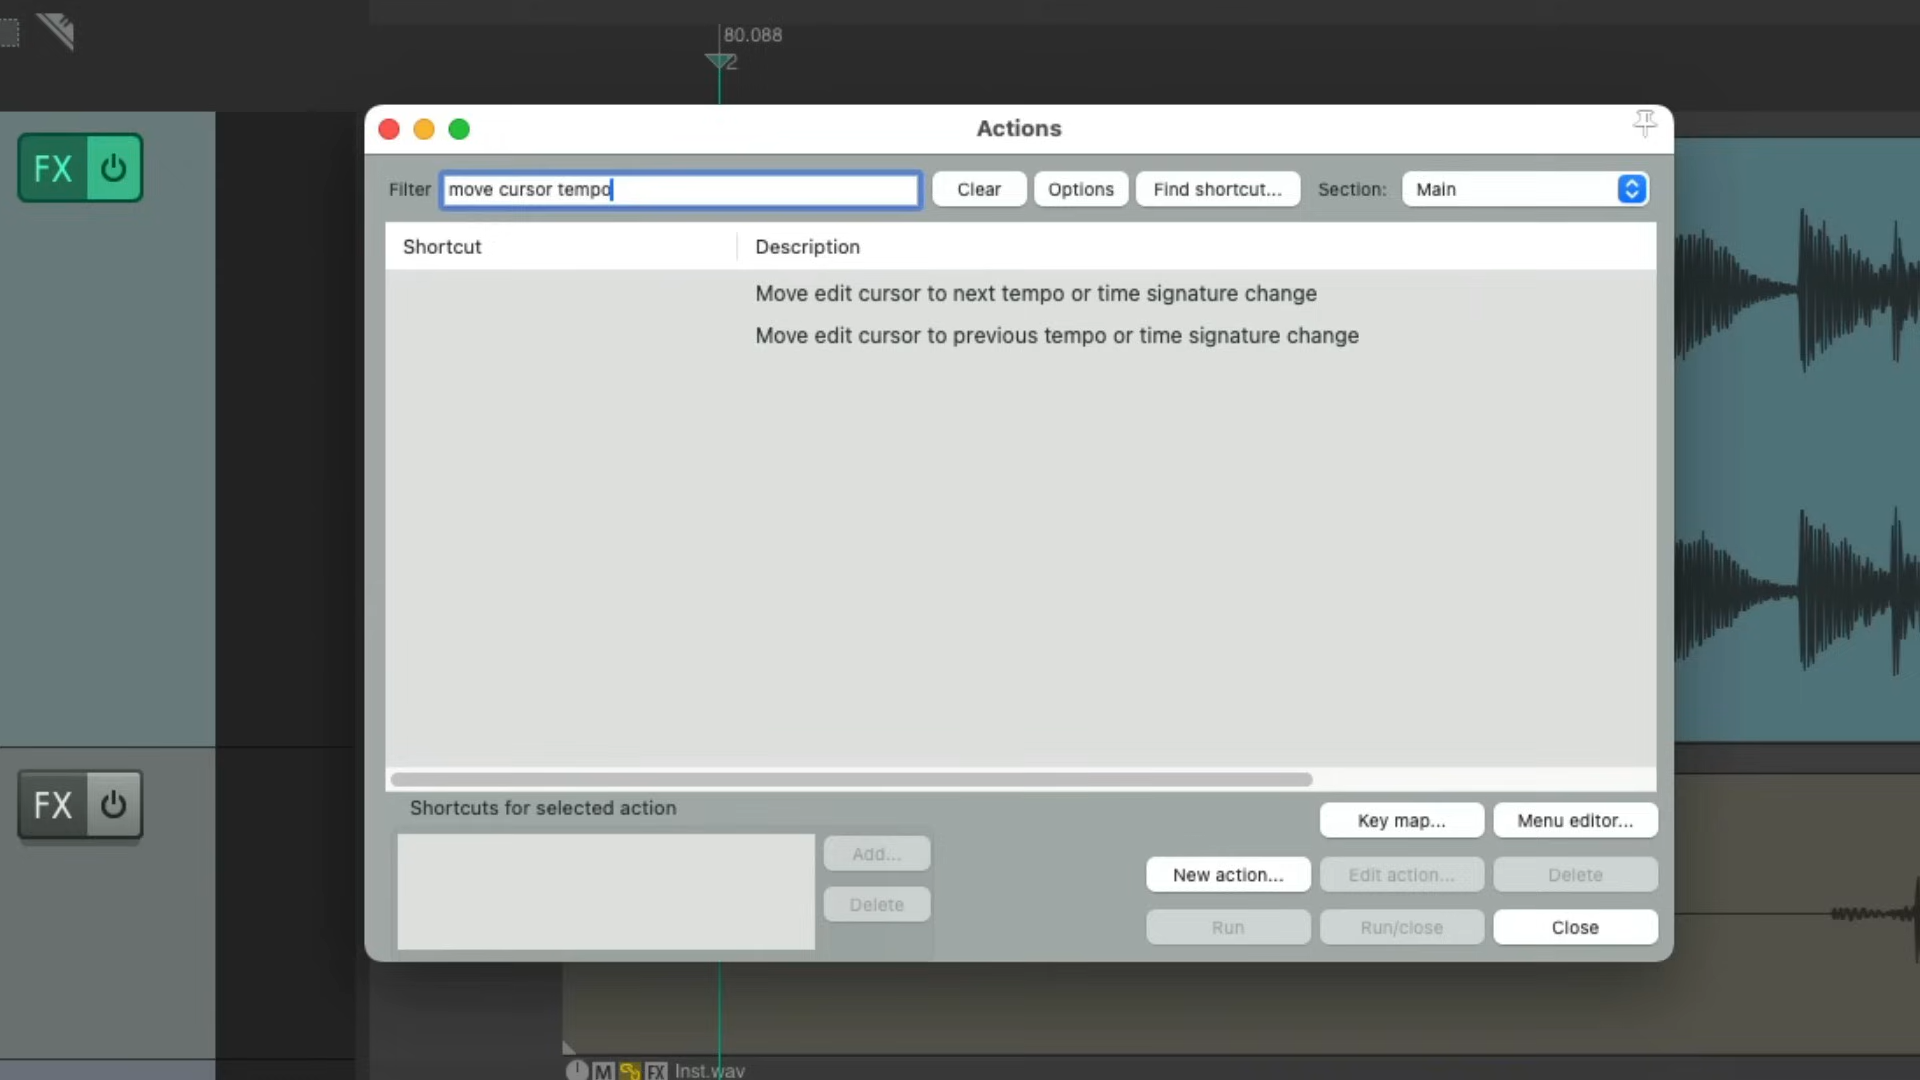 80.088
2
Actions
FX
Filter move cursor tempo Clear Options Find shortcut... Section: Main
Shortcut Description
Move edit cursor to next tempo or time signature change
Move edit cursor to previous tempo or time signature change
FX
Shortcuts for selected action
Key map... Menu editor...
Add...
New action... Edit action... Delete
Delete
Run Run/close Close
M FX Inst.wav